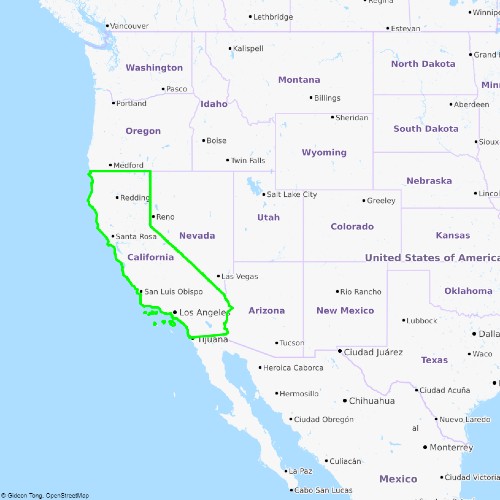 Regina
Lethbridge
Winnipeg
Vancouver
Estevan
Kalispell
Grand
Washington
North Dakota
Montana
Minn
Pasco
Billings
Portland
Idaho
Aberdeen
Sheridan
Oregon
South Dakota
Boise
Sioux
Wyoming
Twin Falls
Medford
Nebraska
Salt Lake City
Lincol
Redding
Greeley
Reno
Utah
Colorado
Santa Rosa
Nevada
Kansas
California
United States of America
Las Vegas
San Luis Obispo
Rio Rancho
Oklahoma
Los Angeles
Arizona
New Mexico
Lubbock
Dalla
Tijuana
Tucson
Ciudad Juárez
Waco
Texas
Heroica Caborca
Hermosillo
Ciudad Acuña
Chihuahua
Ciudad Obregón
Nuevo Laredo
al
Monterrey
Culiacán
La Paz
Mexico
Ciudad Victoria
Cabo San Lucas
© Gideon Tong, OpenStreetMap